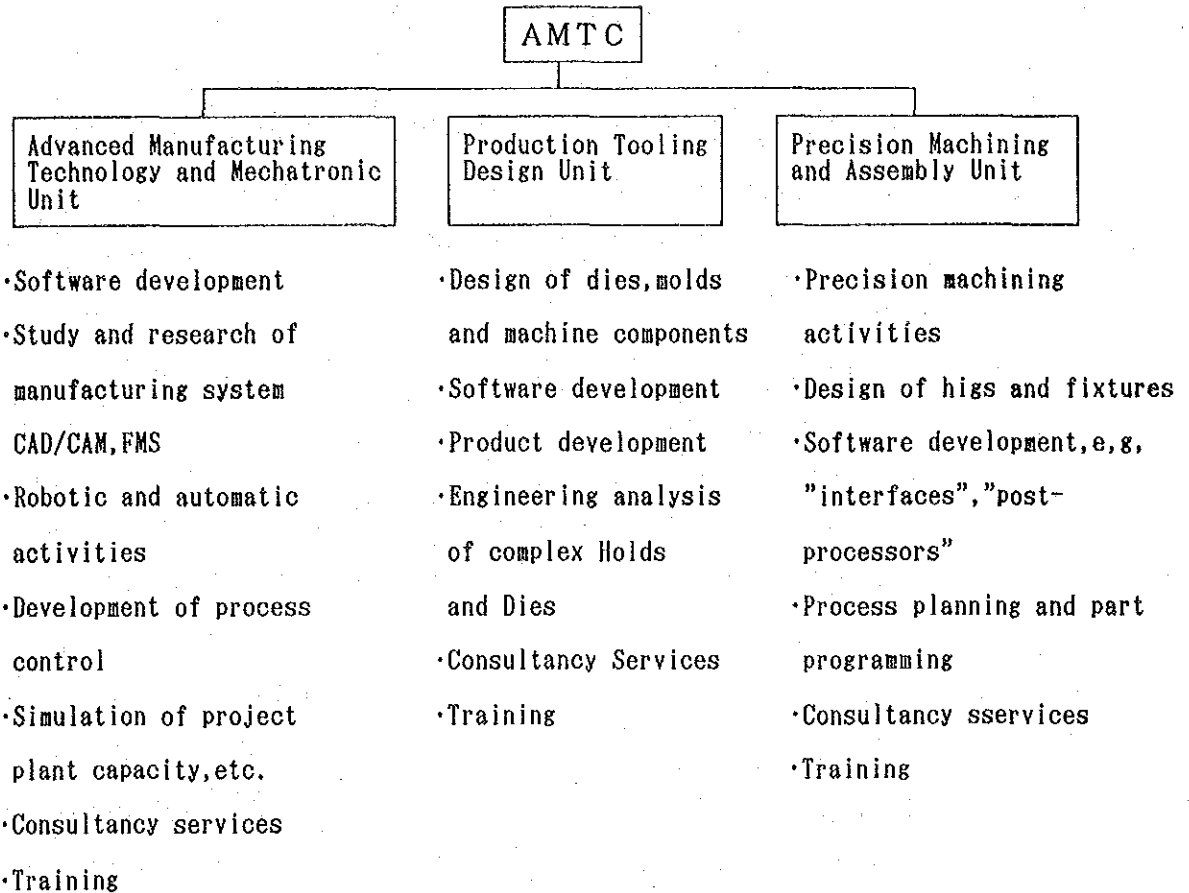 AMTC
Advanced Manufacturing
Technology and Mechatronic
Unit
Production Tooling
Design Unit
Precision Machining
and Assembly Unit
·Software development
·Study and research of
manufacturing system
CAD/CAM,FMS
·Robotic and automatic
activities
·Development of process
control
·Simulation of project
plant capacity,etc.
·Consultancy services
·Training
·Design of dies,molds
and machine components
·Software development
·Product development
·Engineering analysis
of complex Holds
and Dies
·Consultancy Services
·Training
·Precision machining
activities
·Design of higs and fixtures
·Software development,e,g,
"interfaces","post-
processors"
·Process planning and part
programming
·Consultancy sservices
·Training